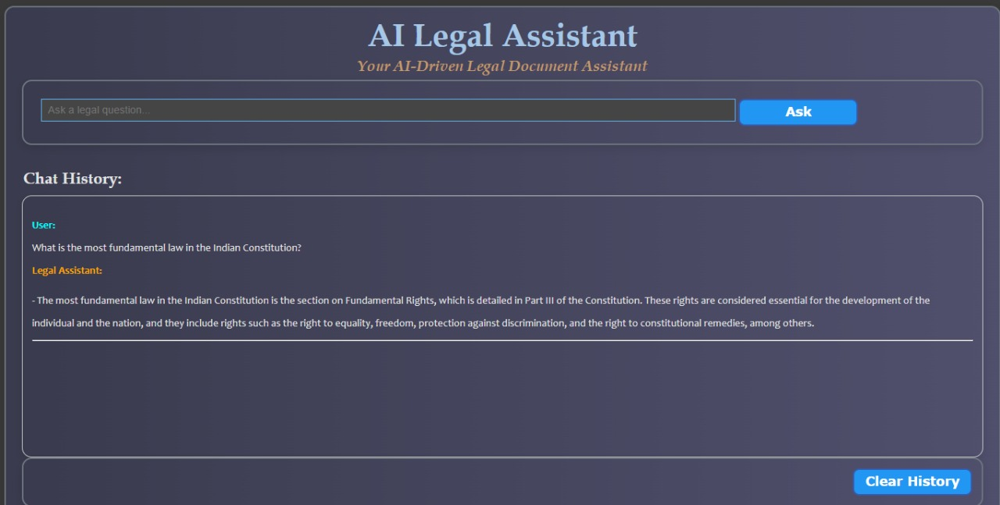 AI Legal Assistant
Your AI-Driven Legal Document Assistant
Ask a legal question...
Ask
Chat History:
User:
What is the most fundamental law in the Indian Constitution?
Legal Assistant:
- The most fundamental law in the Indian Constitution is the section on Fundamental Rights, which is detailed in Part III of the Constitution. These rights are considered essential for the development of the
individual and the nation, and they include rights such as the right to equality, freedom, protection against discrimination, and the right to constitutional remedies, among others.
Clear History